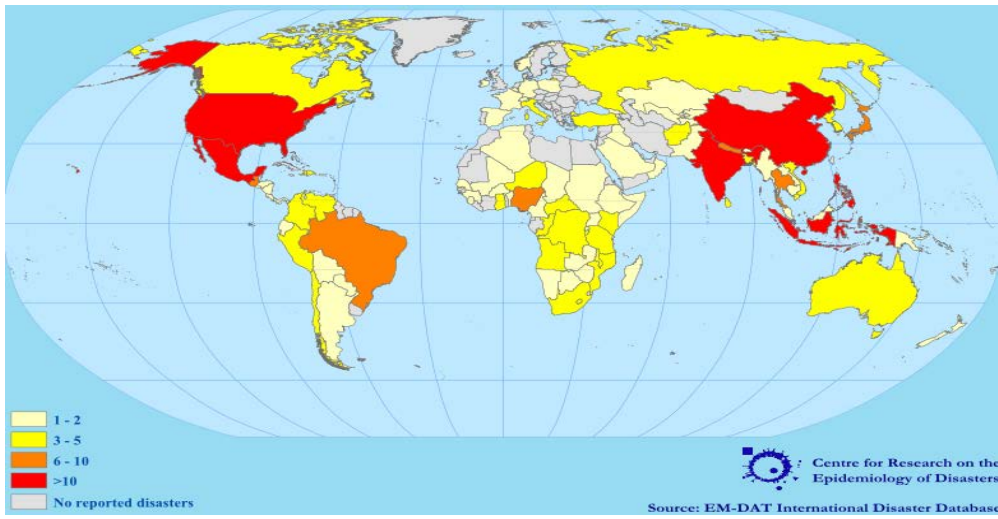 1 - 2
3 - 5
6 - 10
>10
No reported disasters
Centre for Research on the
Epidemiology of Disasters
Source: EM-DAT International Disaster Database